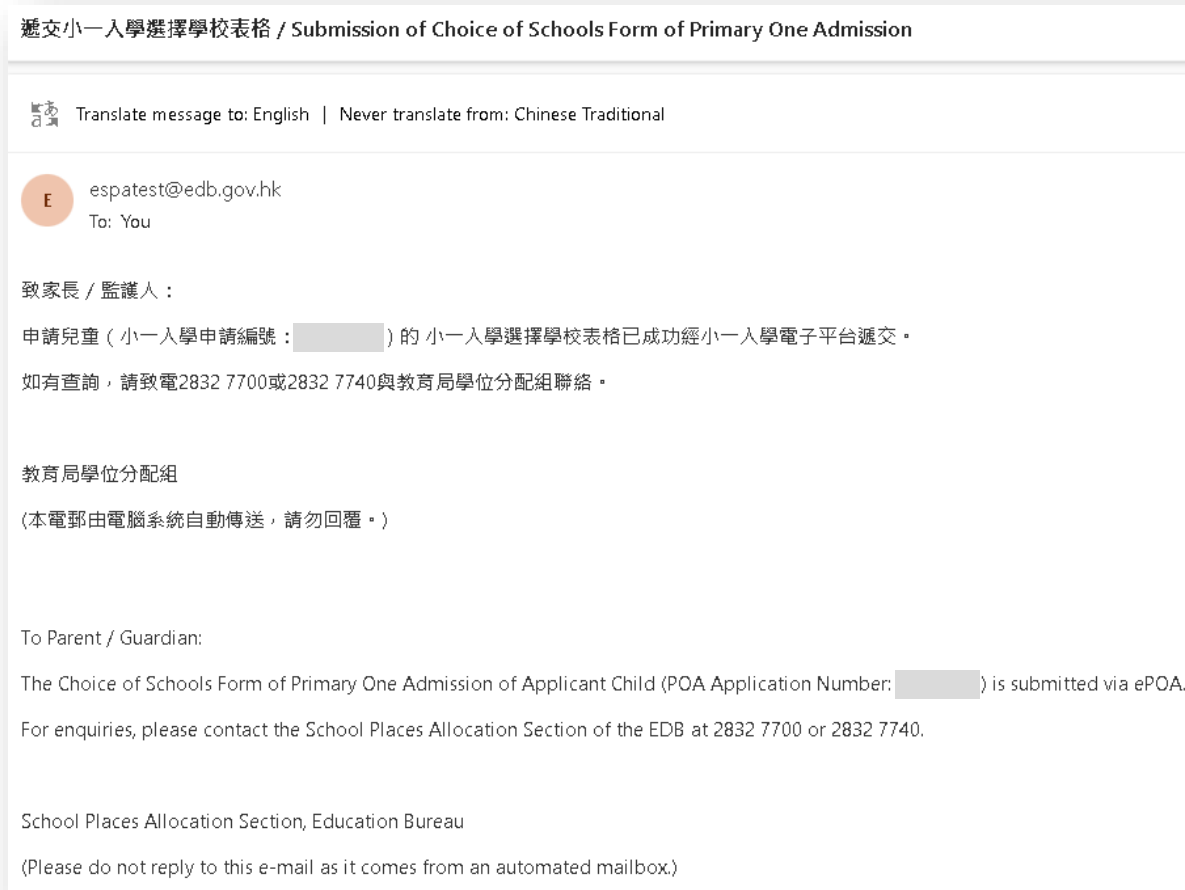 遞交小一入學選擇學校表格 / Submission of Choice of Schools Form of Primary One Admission
Translate message to: English | Never translate from: Chinese Traditional
E
espatest@edb.gov.hk
To: You
致家長 / 監護人：
申請兒童 ( 小一入學申請編號： ) 的 小一入學選擇學校表格已成功經小一入學電子平台遞交。
如有查詢，請致電2832 7700或2832 7740與教育局學位分配組聯絡。
教育局學位分配組
(本電郵由電腦系統自動傳送，請勿回覆。)
To Parent / Guardian:
The Choice of Schools Form of Primary One Admission of Applicant Child (POA Application Number: ) is submitted via ePOA.
For enquiries, please contact the School Places Allocation Section of the EDB at 2832 7700 or 2832 7740.
School Places Allocation Section, Education Bureau
(Please do not reply to this e-mail as it comes from an automated mailbox.)